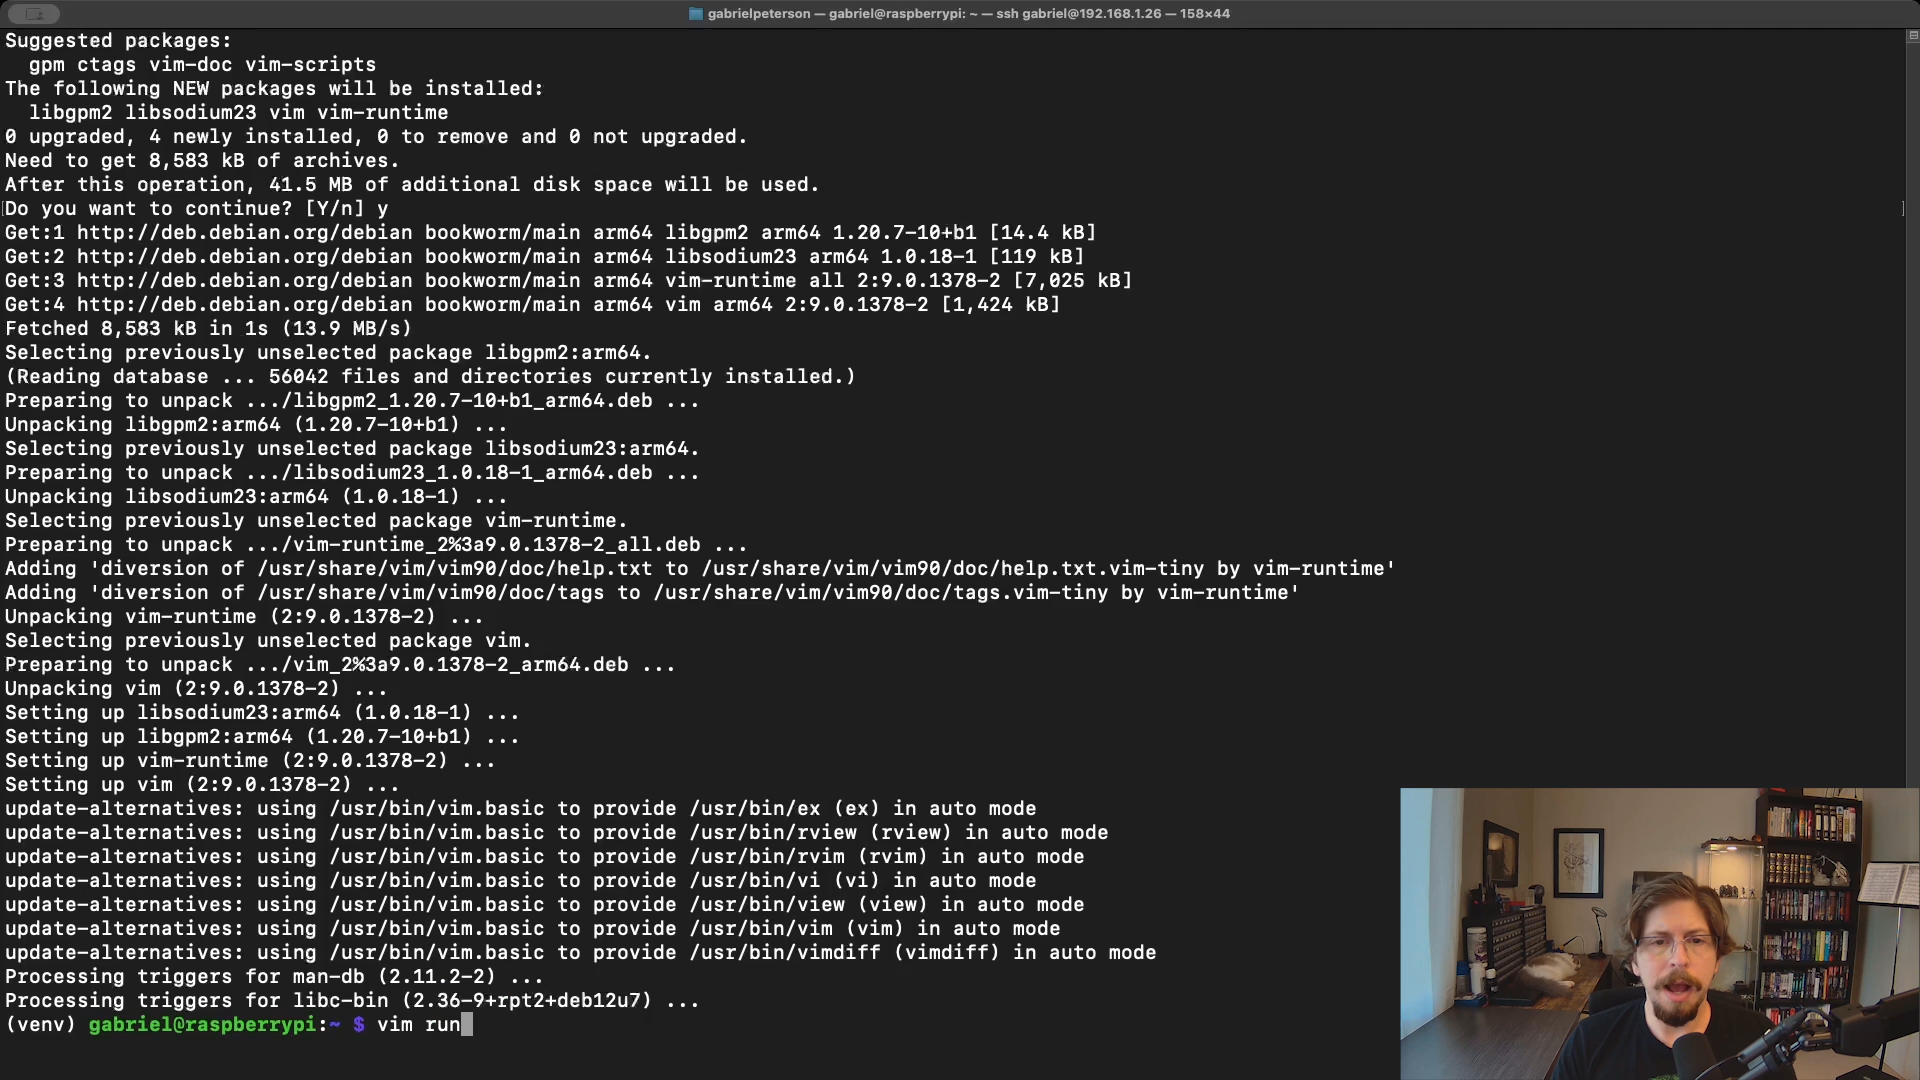 gabrielpeterson — gabriel@raspberrypi: ~ — ssh gabriel@192.168.1.26 — 158×44
Suggested packages:
  gpm ctags vim-doc vim-scripts
The following NEW packages will be installed:
  libgpm2 libsodium23 vim vim-runtime
0 upgraded, 4 newly installed, 0 to remove and 0 not upgraded.
Need to get 8,583 kB of archives.
After this operation, 41.5 MB of additional disk space will be used.
Do you want to continue? [Y/n] y
Get:1 http://deb.debian.org/debian bookworm/main arm64 libgpm2 arm64 1.20.7-10+b1 [14.4 kB]
Get:2 http://deb.debian.org/debian bookworm/main arm64 libsodium23 arm64 1.0.18-1 [119 kB]
Get:3 http://deb.debian.org/debian bookworm/main arm64 vim-runtime all 2:9.0.1378-2 [7,025 kB]
Get:4 http://deb.debian.org/debian bookworm/main arm64 vim arm64 2:9.0.1378-2 [1,424 kB]
Fetched 8,583 kB in 1s (13.9 MB/s)
Selecting previously unselected package libgpm2:arm64.
(Reading database ... 56042 files and directories currently installed.)
Preparing to unpack .../libgpm2_1.20.7-10+b1_arm64.deb ...
Unpacking libgpm2:arm64 (1.20.7-10+b1) ...
Selecting previously unselected package libsodium23:arm64.
Preparing to unpack .../libsodium23_1.0.18-1_arm64.deb ...
Unpacking libsodium23:arm64 (1.0.18-1) ...
Selecting previously unselected package vim-runtime.
Preparing to unpack .../vim-runtime_2%3a9.0.1378-2_all.deb ...
Adding 'diversion of /usr/share/vim/vim90/doc/help.txt to /usr/share/vim/vim90/doc/help.txt.vim-tiny by vim-runtime'
Adding 'diversion of /usr/share/vim/vim90/doc/tags to /usr/share/vim/vim90/doc/tags.vim-tiny by vim-runtime'
Unpacking vim-runtime (2:9.0.1378-2) ...
Selecting previously unselected package vim.
Preparing to unpack .../vim_2%3a9.0.1378-2_arm64.deb ...
Unpacking vim (2:9.0.1378-2) ...
Setting up libsodium23:arm64 (1.0.18-1) ...
Setting up libgpm2:arm64 (1.20.7-10+b1) ...
Setting up vim-runtime (2:9.0.1378-2) ...
Setting up vim (2:9.0.1378-2) ...
update-alternatives: using /usr/bin/vim.basic to provide /usr/bin/ex (ex) in auto mode
update-alternatives: using /usr/bin/vim.basic to provide /usr/bin/rview (rview) in auto mode
update-alternatives: using /usr/bin/vim.basic to provide /usr/bin/rvim (rvim) in auto mode
update-alternatives: using /usr/bin/vim.basic to provide /usr/bin/vi (vi) in auto mode
update-alternatives: using /usr/bin/vim.basic to provide /usr/bin/view (view) in auto mode
update-alternatives: using /usr/bin/vim.basic to provide /usr/bin/vim (vim) in auto mode
update-alternatives: using /usr/bin/vim.basic to provide /usr/bin/vimdiff (vimdiff) in auto mode
Processing triggers for man-db (2.11.2-2) ...
Processing triggers for libc-bin (2.36-9+rpt2+deb12u7) ...
(venv) gabriel@raspberrypi:~ $ vim run